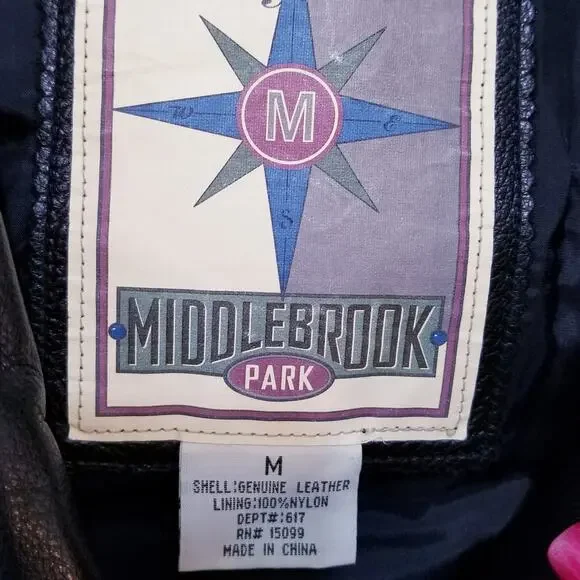 W
M
E
S
MIDDLEBROOK
PARK
M
SHELL:GENUINE LEATHER
LINING:100%NYLON
DEPT#:617
RN# 15099
MADE IN CHINA